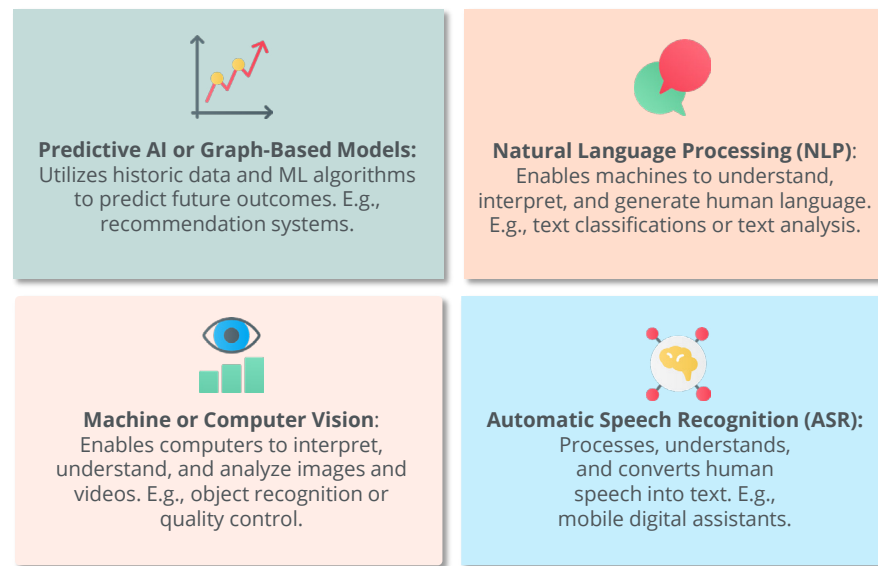 Predictive AI or Graph-Based Models:
Utilizes historic data and ML algorithms
to predict future outcomes. E.g.,
recommendation systems.
Natural Language Processing (NLP):
Enables machines to understand,
interpret, and generate human language.
E.g., text classifications or text analysis.
Machine or Computer Vision:
Enables computers to interpret,
understand, and analyze images and
videos. E.g., object recognition or
quality control.
Automatic Speech Recognition (ASR):
Processes, understands,
and converts human
speech into text. E.g.,
mobile digital assistants.